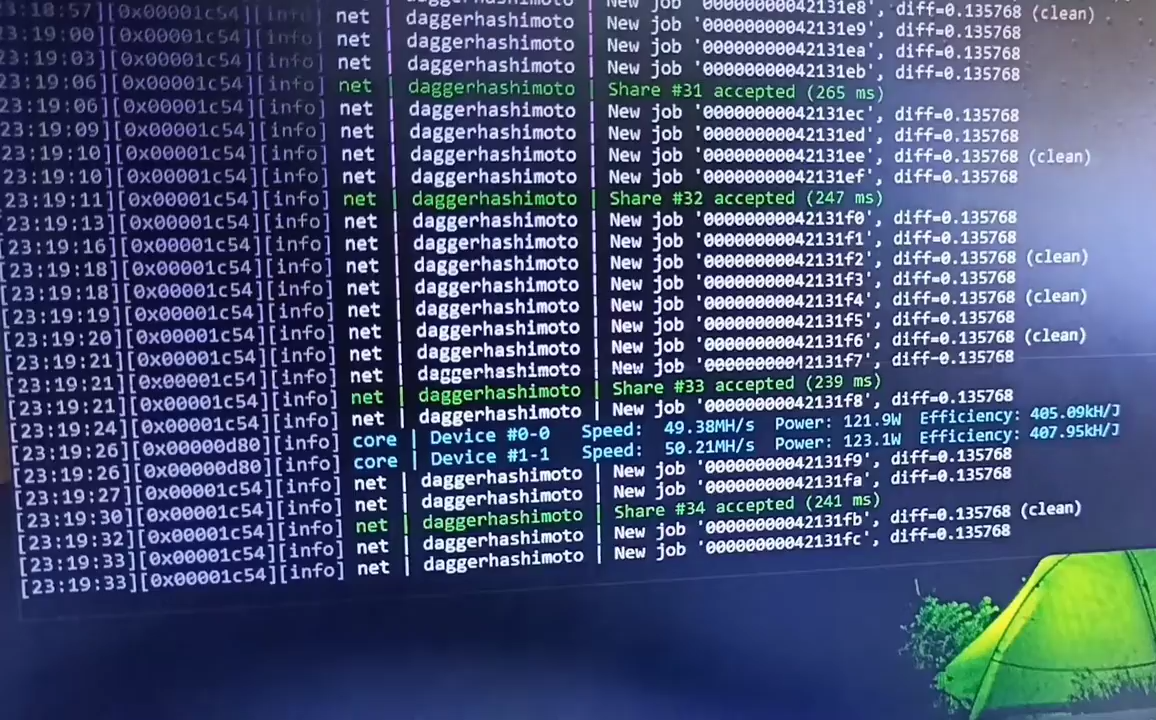 daggerhashimoto | New job '00000000042131e8', diff=0.135768 (clean)
23:18:57][0x00001c54][info] net | daggerhashimoto | New job '00000000042131e9', diff=0.135768
23:19:00][0x00001c54][info] net | daggerhashimoto | New job '00000000042131ea', diff=0.135768
23:19:03][0x00001c54][info] net | daggerhashimoto | New job '00000000042131eb', diff=0.135768
23:19:06][0x00001c54][info] net | daggerhashimoto | Share #31 accepted (265 ms)
23:19:06][0x00001c54][info] net | daggerhashimoto | New job '00000000042131ec', diff=0.135768
23:19:09][0x00001c54][info] net | daggerhashimoto | New job '00000000042131ed', diff=0.135768
23:19:10][0x00001c54][info] net | daggerhashimoto | New job '00000000042131ee', diff=0.135768 (clean)
23:19:10][0x00001c54][info] net | daggerhashimoto | New job '00000000042131ef', diff=0.135768
[23:19:11][0x00001c54][info] net | daggerhashimoto | Share #32 accepted (247 ms)
[23:19:13][0x00001c54][info] net | daggerhashimoto | New job '00000000042131f0', diff=0.135768
[23:19:16][0x00001c54][info] net | daggerhashimoto | New job '00000000042131f1', diff=0.135768
[23:19:18][0x00001c54][info] net | daggerhashimoto | New job '00000000042131f2', diff=0.135768 (clean)
[23:19:18][0x00001c54][info] net | daggerhashimoto | New job '00000000042131f3', diff=0.135768
[23:19:19][0x00001c54][info] net | daggerhashimoto | New job '00000000042131f4', diff=0.135768 (clean)
[23:19:20][0x00001c54][info] net | daggerhashimoto | New job '00000000042131f5', diff=0.135768
[23:19:21][0x00001c54][info] net | daggerhashimoto | New job '00000000042131f6', diff=0.135768 (clean)
[23:19:21][0x00001c54][info] net | daggerhashimoto | New job '00000000042131f7', diff=0.135768
[23:19:21][0x00001c54][info] net | daggerhashimoto | Share #33 accepted (239 ms)
[23:19:24][0x00001c54][info] net | daggerhashimoto | New job '00000000042131f8', diff=0.135768
[23:19:26][0x00000d80][info] core | Device #0-0 Speed: 49.38MH/s Power: 121.9W Efficiency: 405.09kH/J
[23:19:26][0x00000d80][info] core | Device #1-1 Speed: 50.21MH/s Power: 123.1W Efficiency: 407.95kH/J
[23:19:27][0x00001c54][info] net | daggerhashimoto | New job '00000000042131f9', diff=0.135768
[23:19:30][0x00001c54][info] net | daggerhashimoto | New job '00000000042131fa', diff=0.135768
[23:19:32][0x00001c54][info] net | daggerhashimoto | Share #34 accepted (241 ms)
[23:19:33][0x00001c54][info] net | daggerhashimoto | New job '00000000042131fb', diff=0.135768 (clean)
[23:19:33][0x00001c54][info] net | daggerhashimoto | New job '00000000042131fc', diff=0.135768